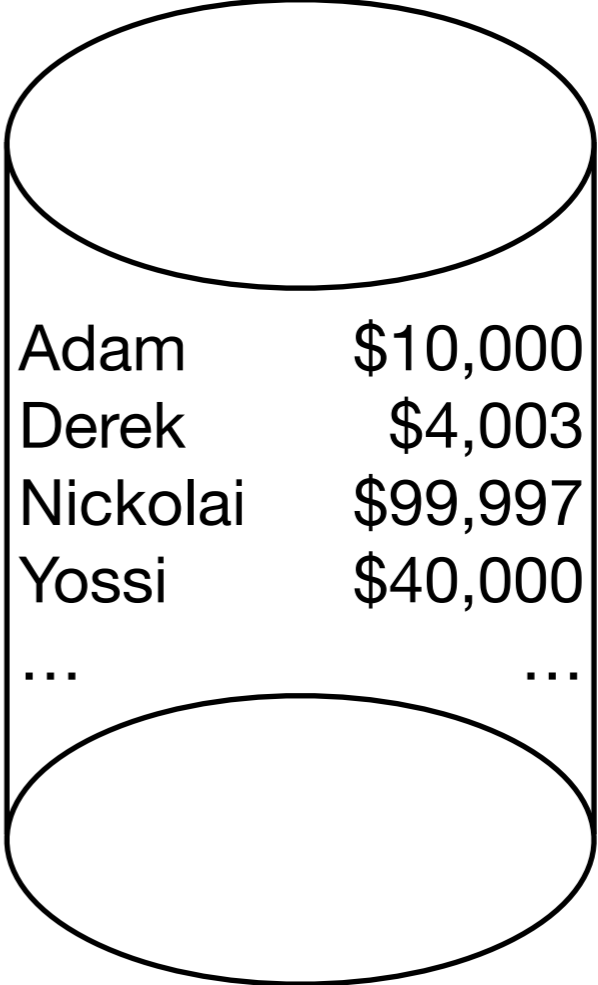 Adam $10,000
Derek $4,003
Nickolai $99,997
Yossi $40,000
... ...